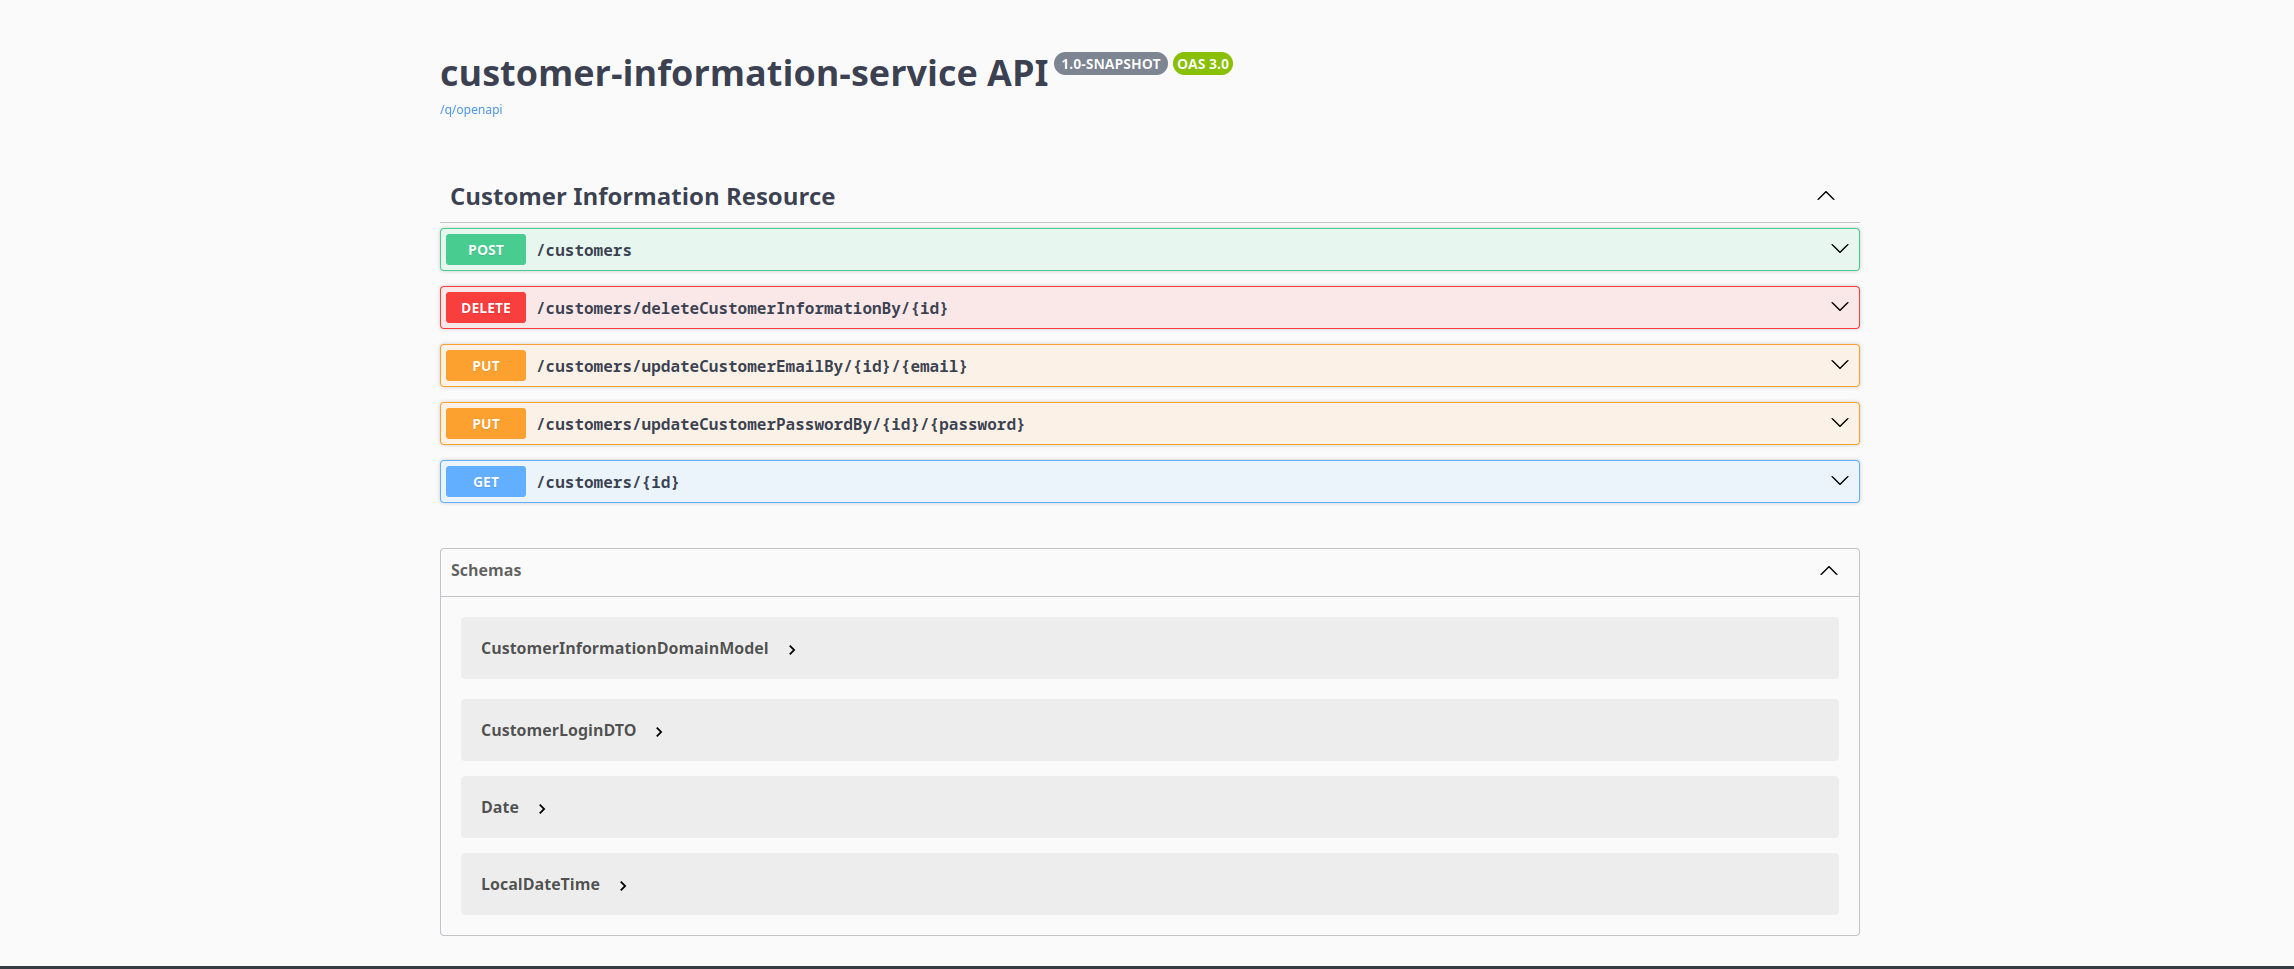 customer-information-service API 1.0-SNAPSHOT OAS 3.0
/q/openapi
Customer Information Resource
POST /customers
DELETE /customers/deleteCustomerInformationBy/{id}
PUT /customers/updateCustomerEmailBy/{id}/{email}
PUT /customers/updateCustomerPasswordBy/{id}/{password}
GET /customers/{id}
Schemas
CustomerInformationDomainModel
CustomerLoginDTO
Date
LocalDateTime